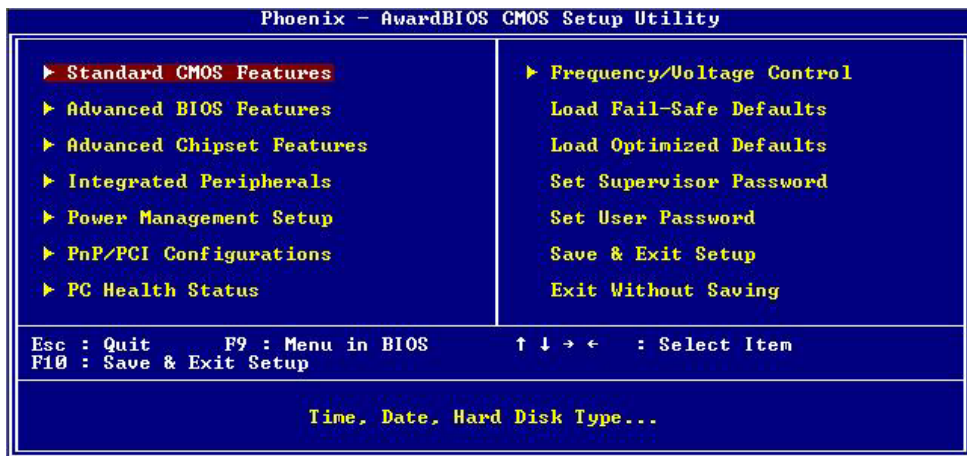 Phoenix - AwardBIOS CMOS Setup Utility
Standard CMOS Features
Advanced BIOS Features
Advanced Chipset Features
Integrated Peripherals
Power Management Setup
PnP/PCI Configurations
PC Health Status
Frequency/Voltage Control
Load Fail-Safe Defaults
Load Optimized Defaults
Set Supervisor Password
Set User Password
Save & Exit Setup
Exit Without Saving
Esc : Quit F9 : Menu in BIOS ↑ ↓ → ← : Select Item
F10 : Save & Exit Setup
Time, Date, Hard Disk Type...